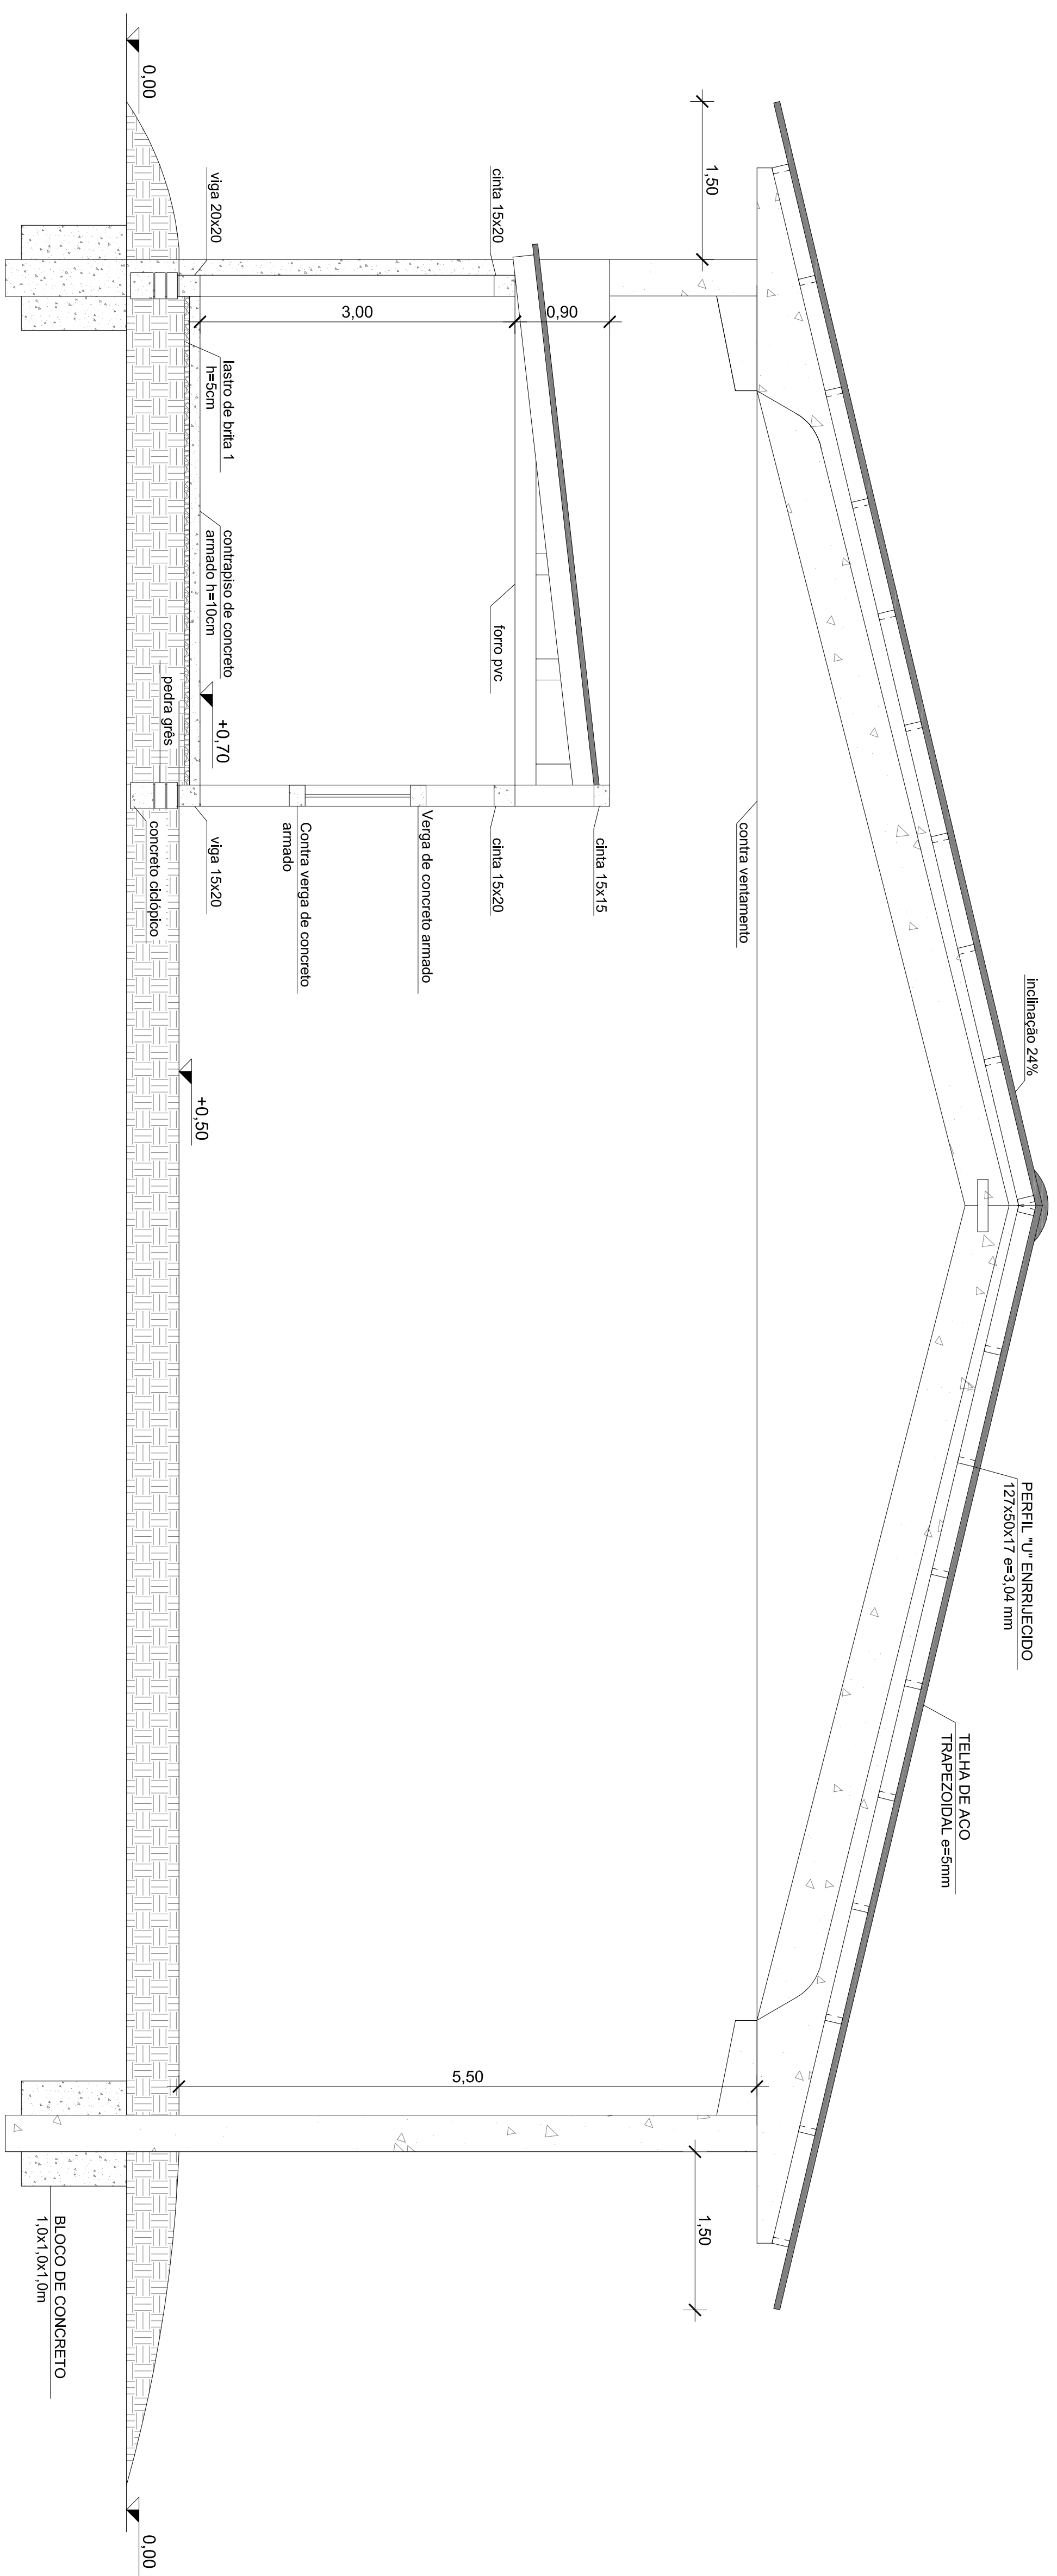 inclinação 24%
PERFIL "U" ENRRIJECIDO
127x50x17 e=3,04 mm
TELHA DE ACO
TRAPEZOIDAL e=5mm
1,50
contra ventamento
1,50
cinta 15x15
0,90
cinta 15x20
forro pvc
cinta 15x20
Verga de concreto armado
3,00
5,50
Contra verga de concreto
armado
viga 20x20
lastro de brita 1
h=5cm
contrapiso de concreto
armado h=10cm
+0,70
viga 15x20
+0,50
pedra grês
concreto ciclópico
0,00
0,00
BLOCO DE CONCRETO
1,0x1,0x1,0m